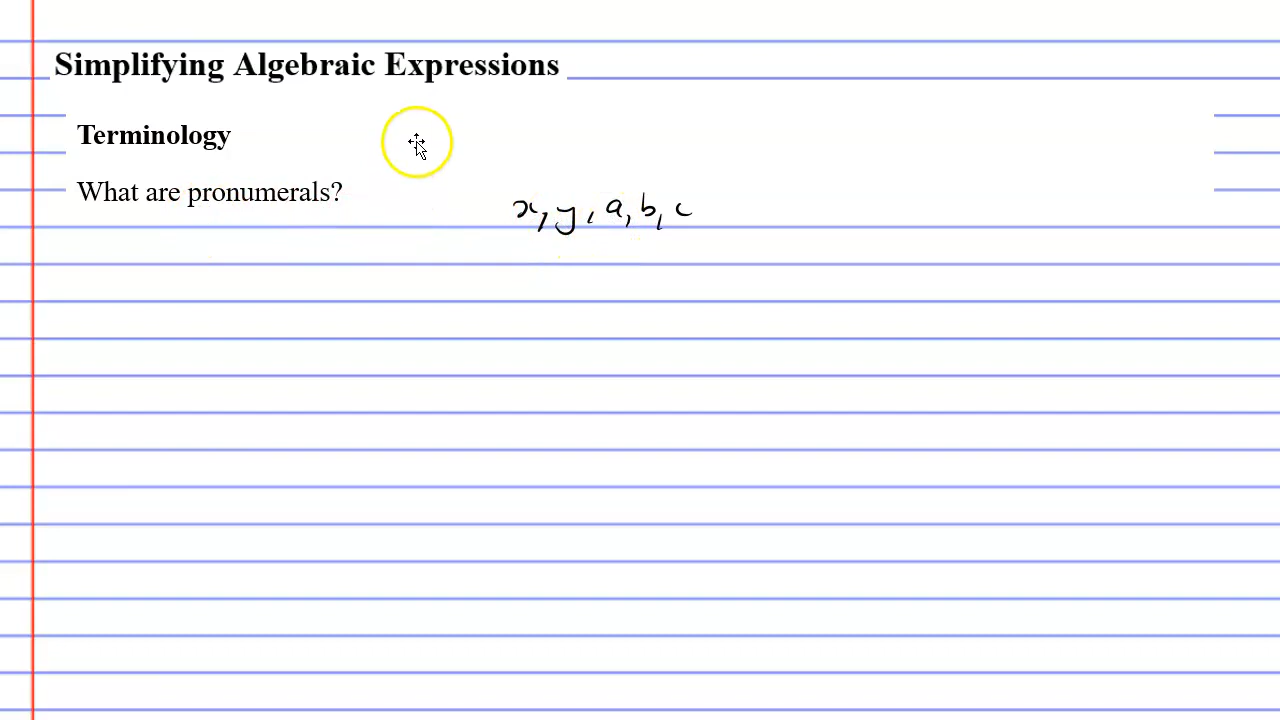 Simplifying Algebraic Expressions
Terminology
What are pronumerals?
x, y, a, b, c